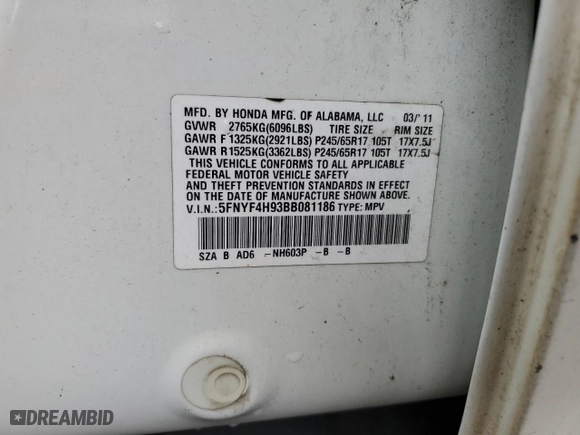 MFD. BY HONDA MFG. OF ALABAMA, LLC 03/' 11
GVWR 2765KG(6096LBS) TIRE SIZE RIM SIZE
GAWR F 1325KG(2921LBS) P245/65R17 105T 17X7.5J
GAWR R1525KG(3362LBS) P245/65R17 105T 17X7.5J
THIS VEHICLE CONFORMS TO ALL APPLICABLE
FEDERAL MOTOR VEHICLE SAFETY
AND THEFT PREVENTION STANDARDS IN EFFECT
ON THE DATE OF MANUFACTURE SHOWN ABOVE.
V.I.N.:5FNYF4H93BB081186 TYPE: MPV
SZA B AD6 -NH603P -B -B
DREAMBID